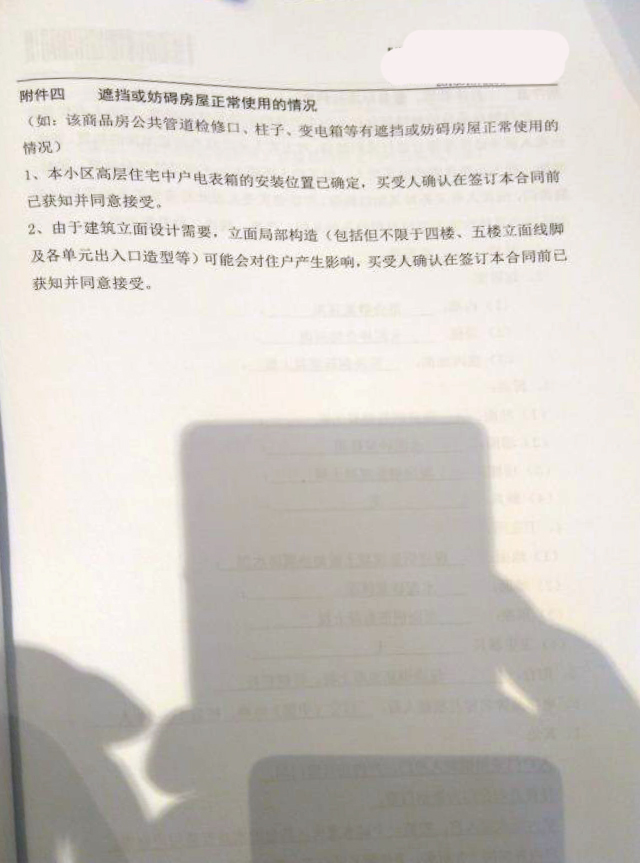 附件四 遮挡或妨碍房屋正常使用的情况
（如：该商品房公共管道检修口、柱子、变电箱等有遮挡或妨碍房屋正常使用的
情况）
1、本小区高层住宅中户电表箱的安装位置已确定，买受人确认在签订本合同前
已获知并同意接受。
2、由于建筑立面设计需要，立面局部构造（包括但不限于四楼、五楼立面线脚
及各单元出入口造型等）可能会对住户产生影响，买受人确认在签订本合同前已
获知并同意接受。